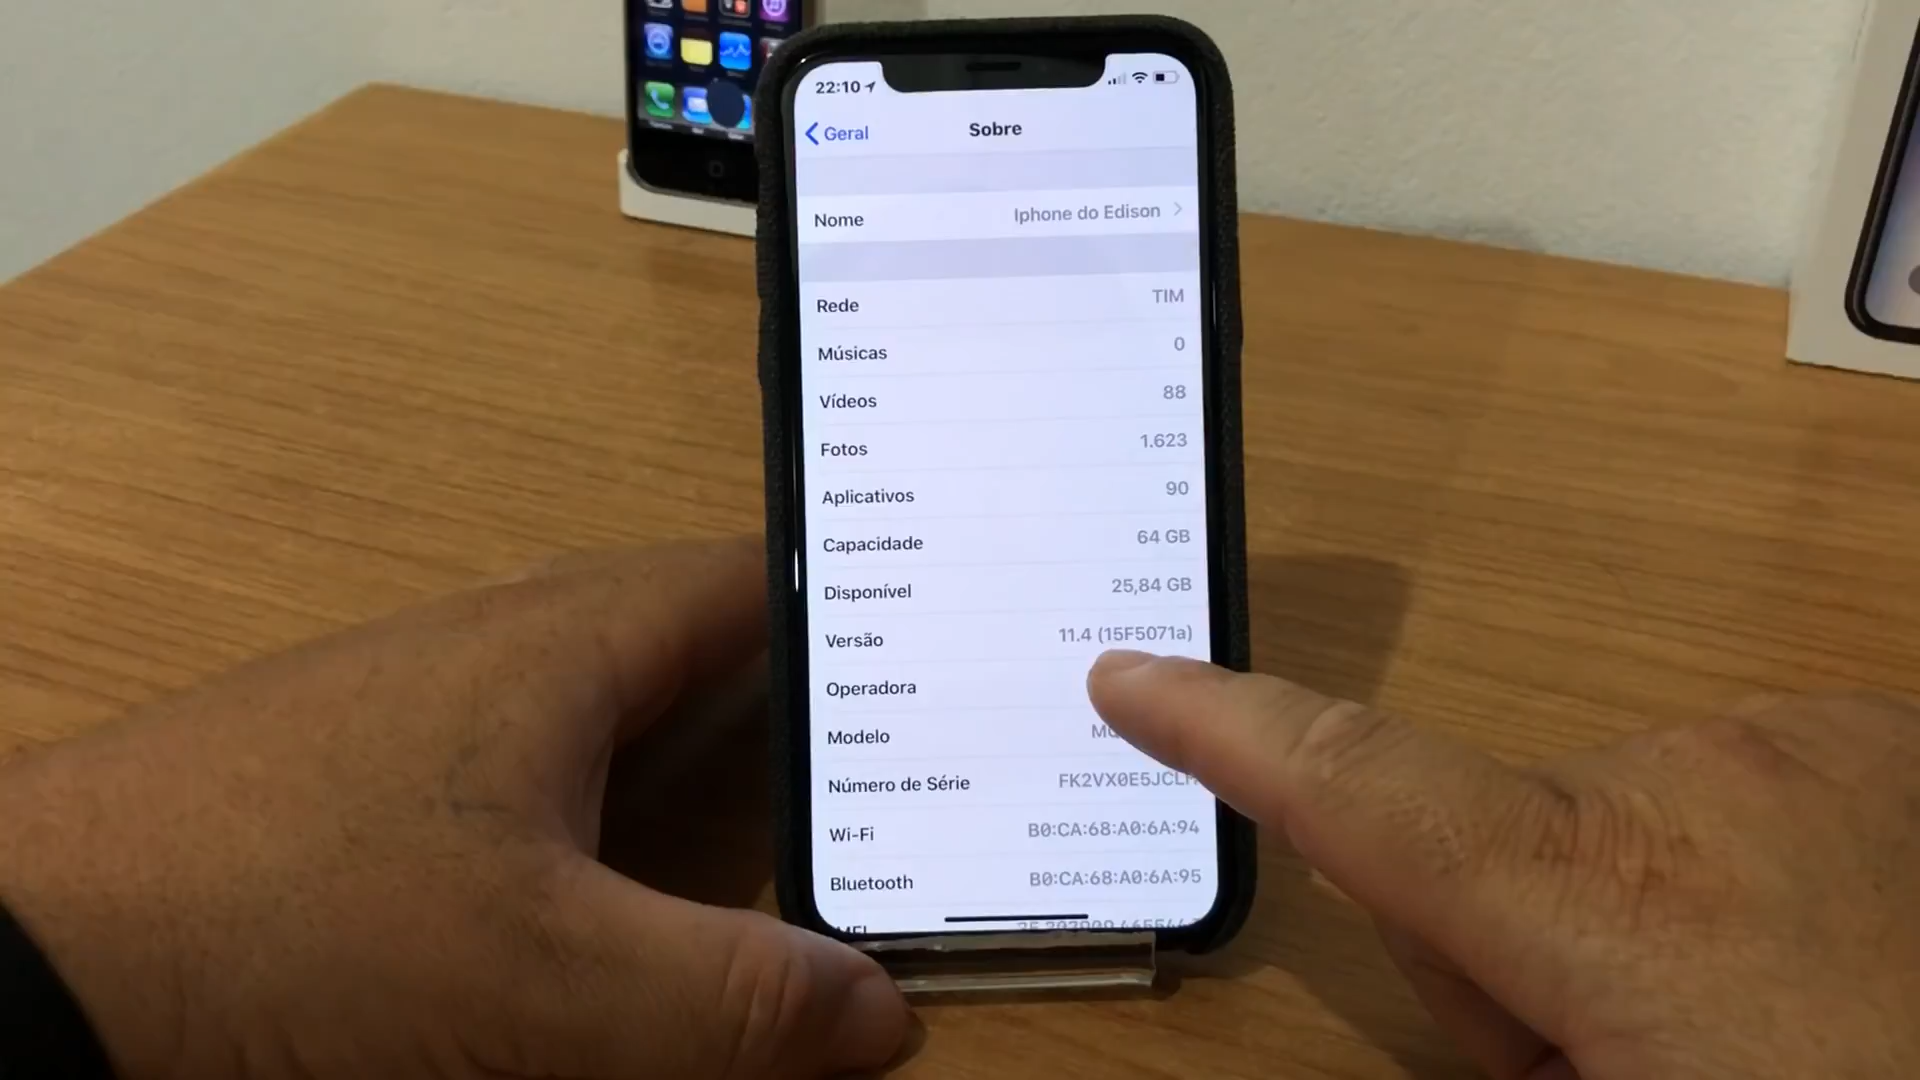 22:10
Geral
Sobre
Nome
Iphone do Edison
Rede
TIM
Músicas
0
Vídeos
88
Fotos
1.623
Aplicativos
90
Capacidade
64 GB
Disponível
25,84 GB
Versão
11.4 (15F5071a)
Operadora
Modelo
Número de Série
FK2VX0E5JCL
Wi-Fi
B0:CA:68:A0:6A:94
Bluetooth
B0:CA:68:A0:6A:95